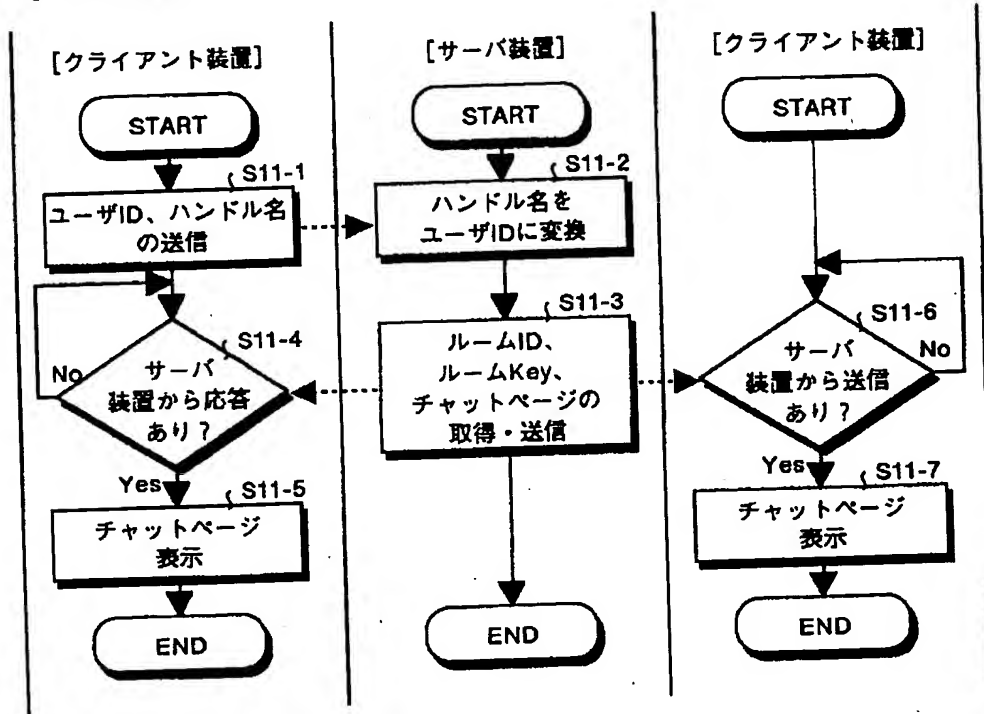 [クライアント装置]
START
S11-1
ユーザID、ハンドル名
の送信
S11-4
サーバ
装置から応答
あり？
No
Yes
S11-5
チャットページ
表示
END
[サーバ装置]
START
S11-2
ハンドル名を
ユーザIDに変換
S11-3
ルームID、
ルームKey、
チャットページの
取得・送信
END
[クライアント装置]
START
S11-6
サーバ
装置から送信
あり？
No
Yes
S11-7
チャットページ
表示
END